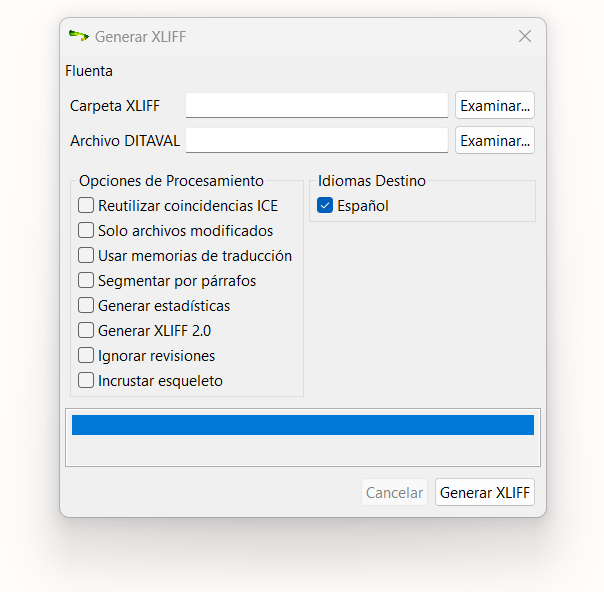 Generar XLIFF
Fluenta
Carpeta XLIFF
Examinar...
Archivo DITAVAL
Examinar...
Opciones de Procesamiento
Reutilizar coincidencias ICE
Solo archivos modificados
Usar memorias de traducción
Segmentar por párrafos
Generar estadísticas
Generar XLIFF 2.0
Ignorar revisiones
Incrustar esqueleto
Idiomas Destino
Español
Cancelar
Generar XLIFF